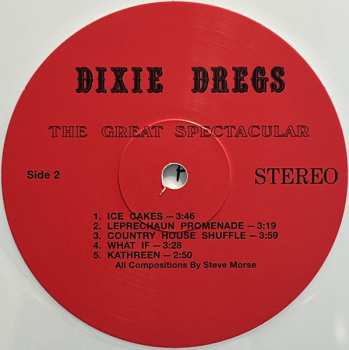 DIXIE DREGS
THE GREAT SPECTACULAR
Side 2
STEREO
1. ICE CAKES – 3:46
2. LEPRECHAUN PROMENADE – 3:19
3. COUNTRY HOUSE SHUFFLE – 3:59
4. WHAT IF – 3:28
5. KATHREEN – 2:50
All Compositions By Steve Morse